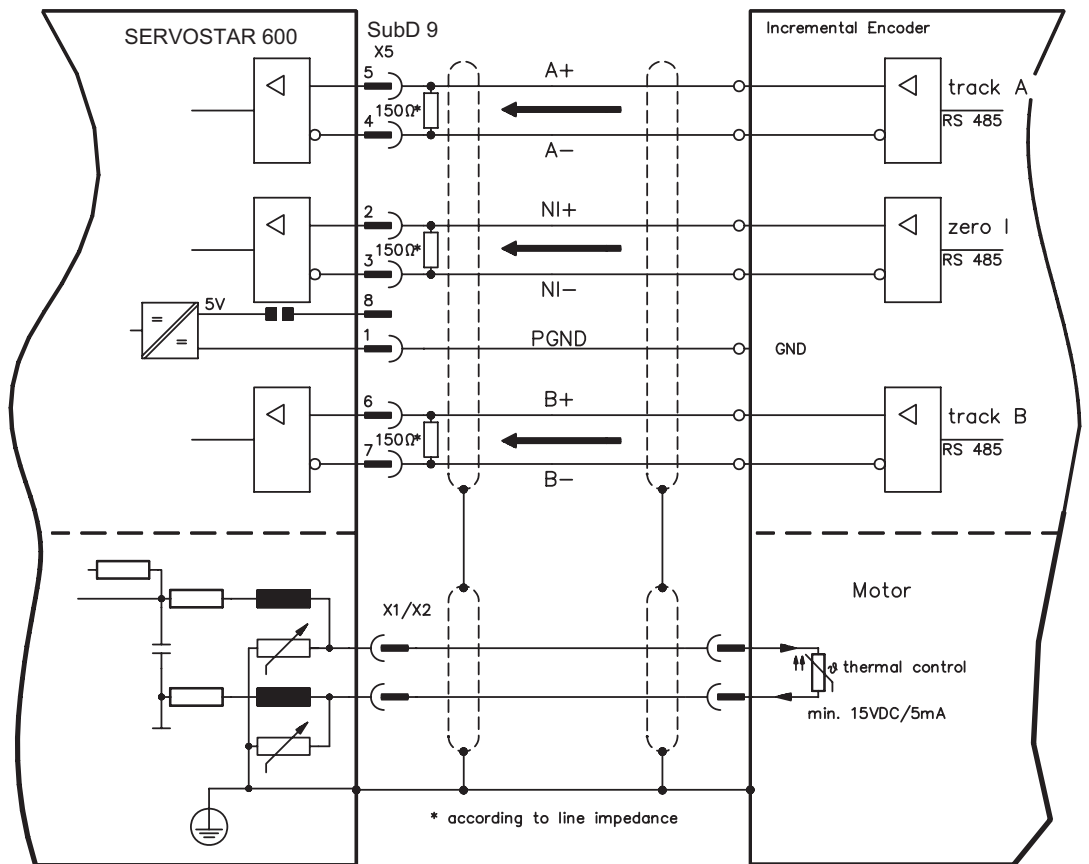 SERVOSTAR 600
SubD 9
X5
Incremental Encoder
5
A+
track A
150Ω*
RS 485
4
A-
2
NI+
zero I
150Ω*
RS 485
3
NI-
5V
8
1
PGND
GND
6
B+
track B
150Ω*
RS 485
7
B-
Motor
X1/X2
ϑ thermal control
min. 15VDC/5mA
* according to line impedance